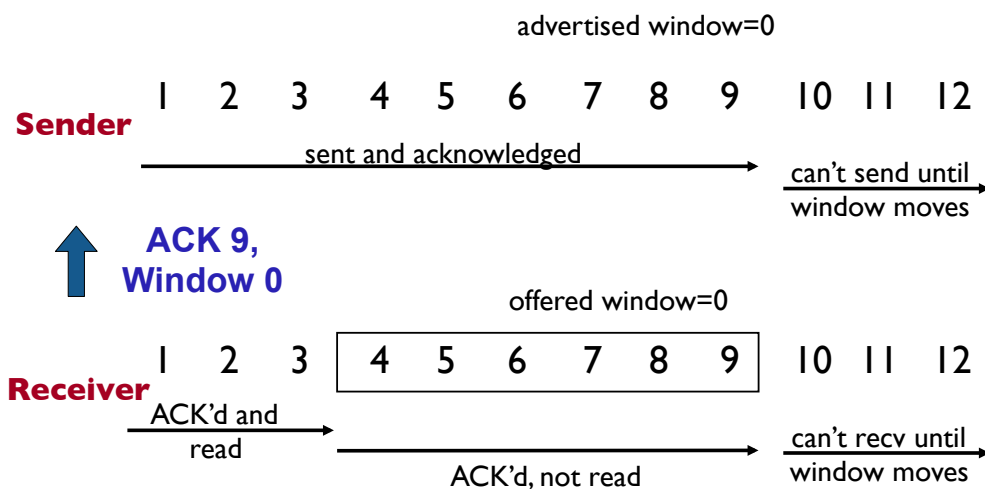 advertised window=0
1 2 3 4 5 6 7 8 9 10 11 12
Sender
sent and acknowledged
can't send until
window moves
ACK 9,
Window 0
offered window=0
1 2 3 4 5 6 7 8 9 10 11 12
Receiver
ACK'd and
read
ACK'd, not read
can't recv until
window moves